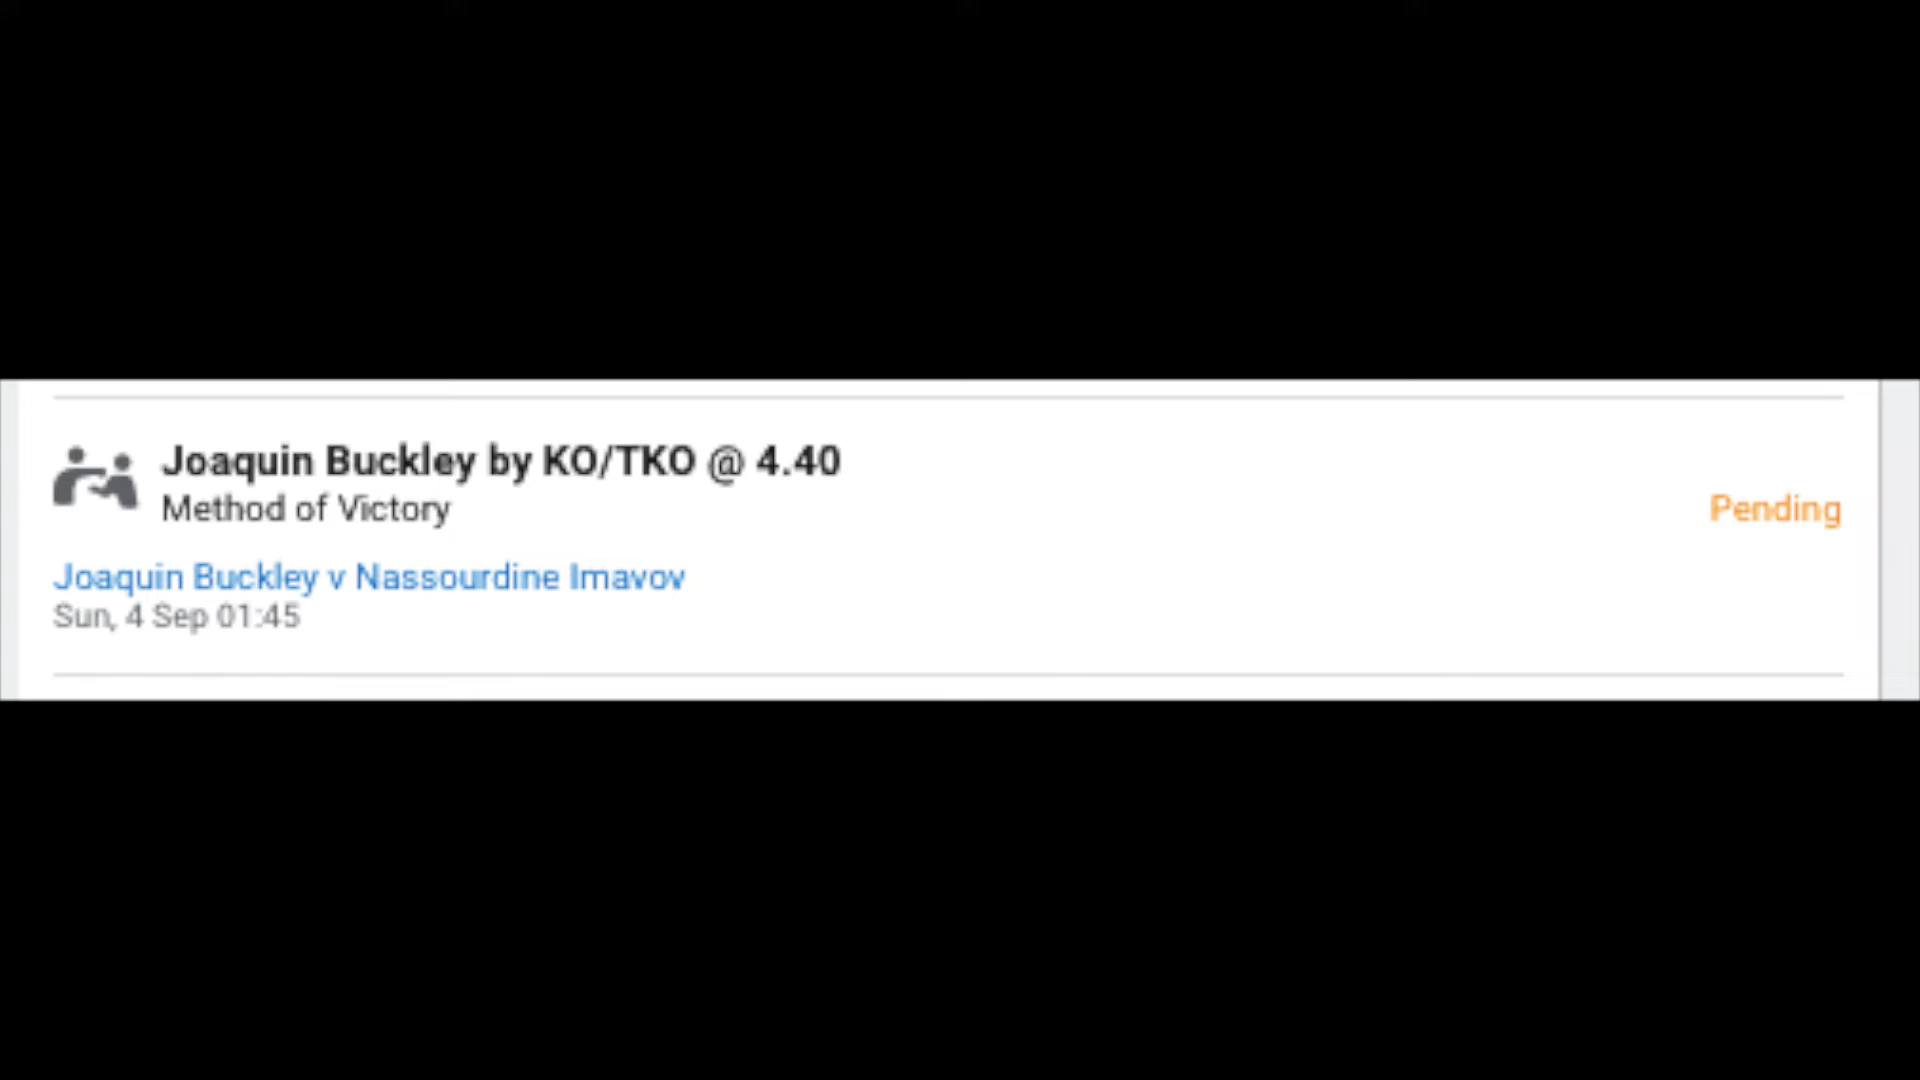 Joaquin Buckley by KO/TKO @ 4.40
Method of Victory
Pending
Joaquin Buckley v Nassourdine Imavov
Sun, 4 Sep 01:45